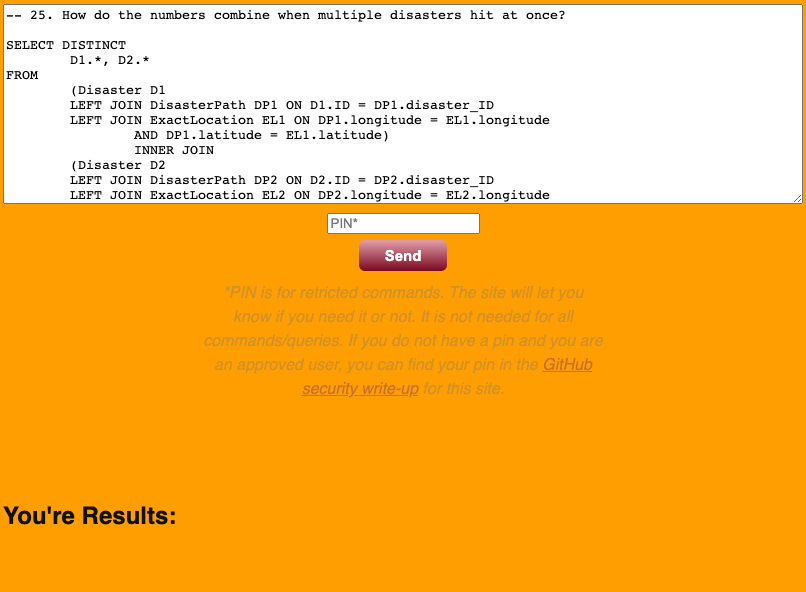 -- 25. How do the numbers combine when multiple disasters hit at once?
SELECT DISTINCT
D1.*, D2.*
FROM
(Disaster D1
LEFT JOIN DisasterPath DP1 ON D1.ID = DP1.disaster_ID
LEFT JOIN ExactLocation EL1 ON DP1.longitude = EL1.longitude
AND DP1.latitude = EL1.latitude)
INNER JOIN
(Disaster D2
LEFT JOIN DisasterPath DP2 ON D2.ID = DP2.disaster_ID
LEFT JOIN ExactLocation EL2 ON DP2.longitude = EL2.longitude
PIN*
Send
*PIN is for retricted commands. The site will let you
know if you need it or not. It is not needed for all
commands/queries. If you do not have a pin and you are
an approved user, you can find your pin in the GitHub
security write-up for this site.
You're Results: